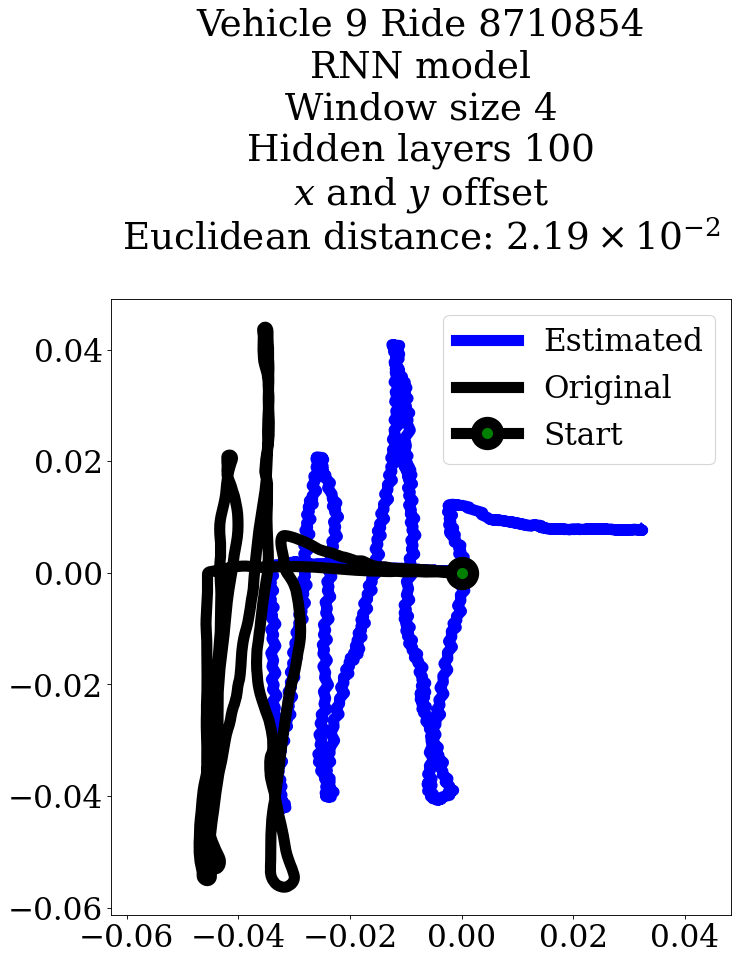 Vehicle 9 Ride 8710854
RNN model
Window size 4
Hidden layers 100
x and y offset
Euclidean distance: 2.19 × 10⁻²
Estimated
Original
Start
0.04
0.02
0.00
−0.02
−0.04
−0.06
−0.06 −0.04 −0.02 0.00 0.02 0.04